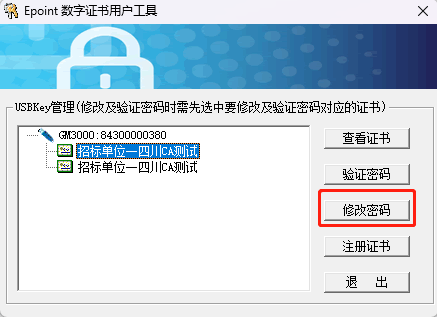 Epoint 数字证书用户工具
USBKey管理(修改及验证密码时需先选中要修改及验证密码对应的证书)
GM3000:84300000380
招标单位一四川CA测试
招标单位一四川CA测试
查看证书
验证密码
修改密码
注册证书
退 出